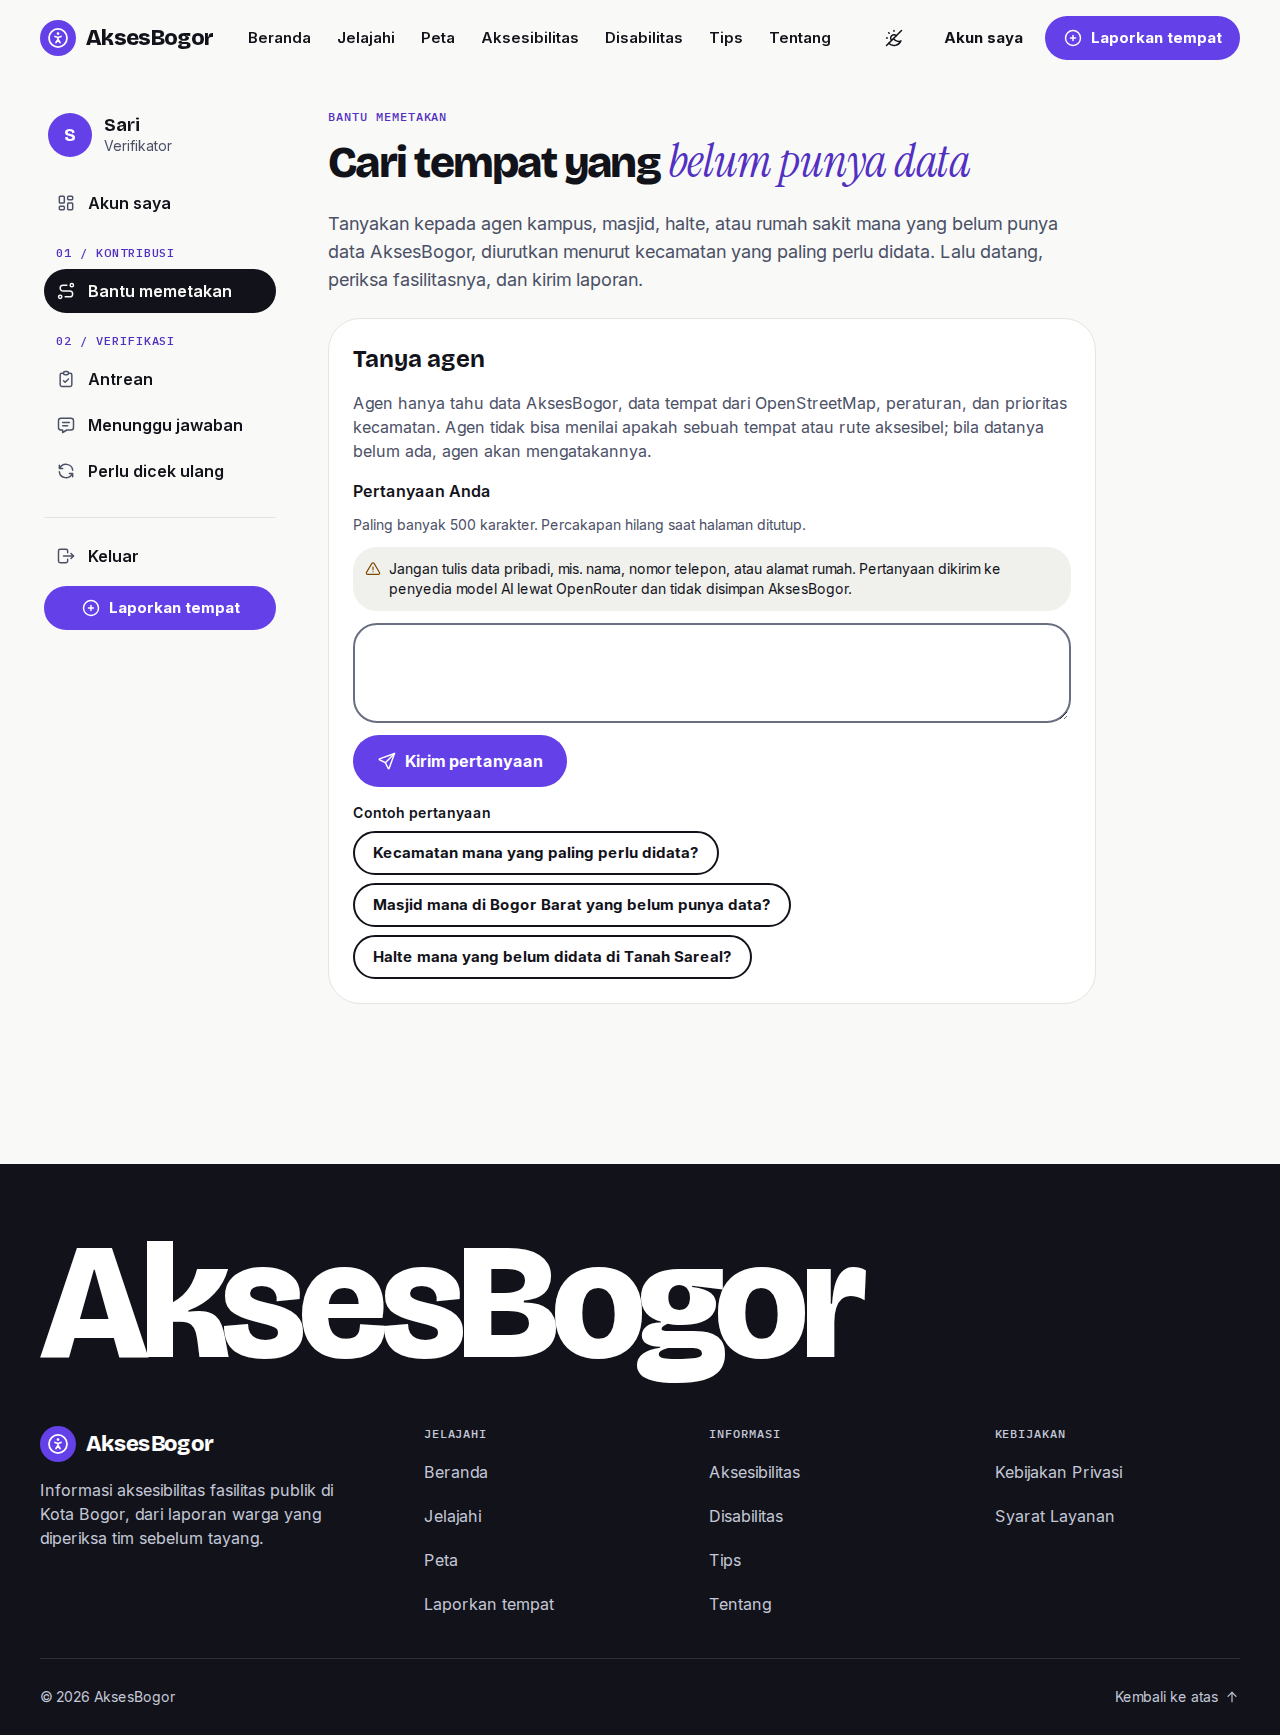 AksesBogor
Beranda
Jelajahi
Peta
Aksesibilitas
Disabilitas
Tips
Tentang
Akun saya
Laporkan tempat
S
Sari
Verifikator
Akun saya
01 / KONTRIBUSI
Bantu memetakan
02 / VERIFIKASI
Antrean
Menunggu jawaban
Perlu dicek ulang
Keluar
Laporkan tempat
BANTU MEMETAKAN
Cari tempat yang belum punya data
Tanyakan kepada agen kampus, masjid, halte, atau rumah sakit mana yang belum punya
data AksesBogor, diurutkan menurut kecamatan yang paling perlu didata. Lalu datang,
periksa fasilitasnya, dan kirim laporan.
Tanya agen
Agen hanya tahu data AksesBogor, data tempat dari OpenStreetMap, peraturan, dan prioritas
kecamatan. Agen tidak bisa menilai apakah sebuah tempat atau rute aksesibel; bila datanya
belum ada, agen akan mengatakannya.
Pertanyaan Anda
Paling banyak 500 karakter. Percakapan hilang saat halaman ditutup.
Jangan tulis data pribadi, mis. nama, nomor telepon, atau alamat rumah. Pertanyaan dikirim ke
penyedia model AI lewat OpenRouter dan tidak disimpan AksesBogor.
Kirim pertanyaan
Contoh pertanyaan
Kecamatan mana yang paling perlu didata?
Masjid mana di Bogor Barat yang belum punya data?
Halte mana yang belum didata di Tanah Sareal?
AksesBogor
AksesBogor
Informasi aksesibilitas fasilitas publik di
Kota Bogor, dari laporan warga yang
diperiksa tim sebelum tayang.
JELAJAHI
Beranda
Jelajahi
Peta
Laporkan tempat
INFORMASI
Aksesibilitas
Disabilitas
Tips
Tentang
KEBIJAKAN
Kebijakan Privasi
Syarat Layanan
© 2026 AksesBogor
Kembali ke atas ↑